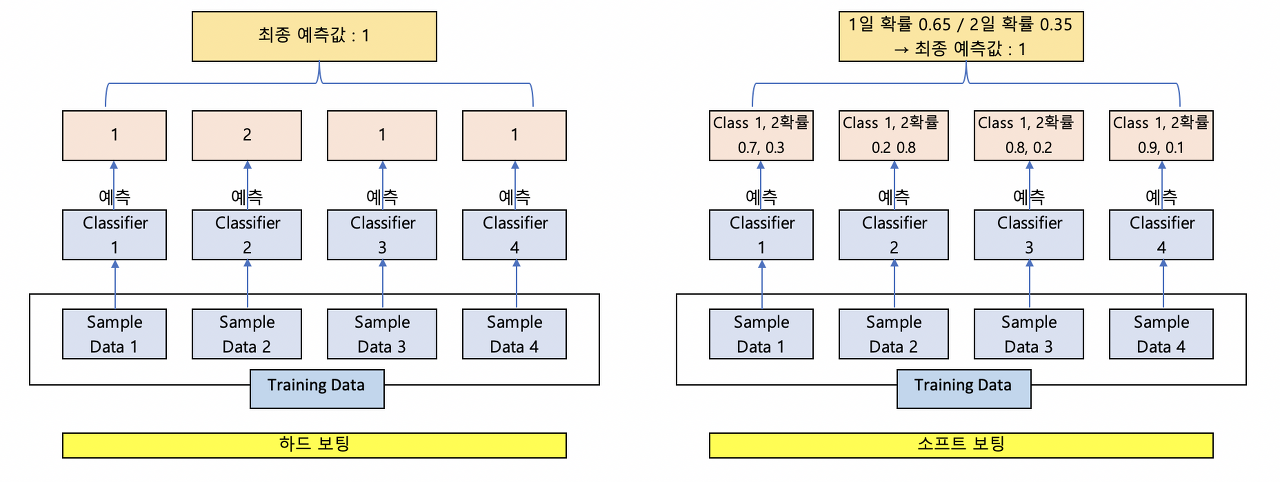 최종 예측값 : 1
1
2
1
1
예측
예측
예측
예측
Classifier
1
Classifier
2
Classifier
3
Classifier
4
Sample
Data 1
Sample
Data 2
Sample
Data 3
Sample
Data 4
Training Data
하드 보팅
1일 확률 0.65 / 2일 확률 0.35
→ 최종 예측값 : 1
Class 1, 2확률
0.7, 0.3
Class 1, 2확률
0.2 0.8
Class 1, 2확률
0.8, 0.2
Class 1, 2확률
0.9, 0.1
예측
예측
예측
예측
Classifier
1
Classifier
2
Classifier
3
Classifier
4
Sample
Data 1
Sample
Data 2
Sample
Data 3
Sample
Data 4
Training Data
소프트 보팅